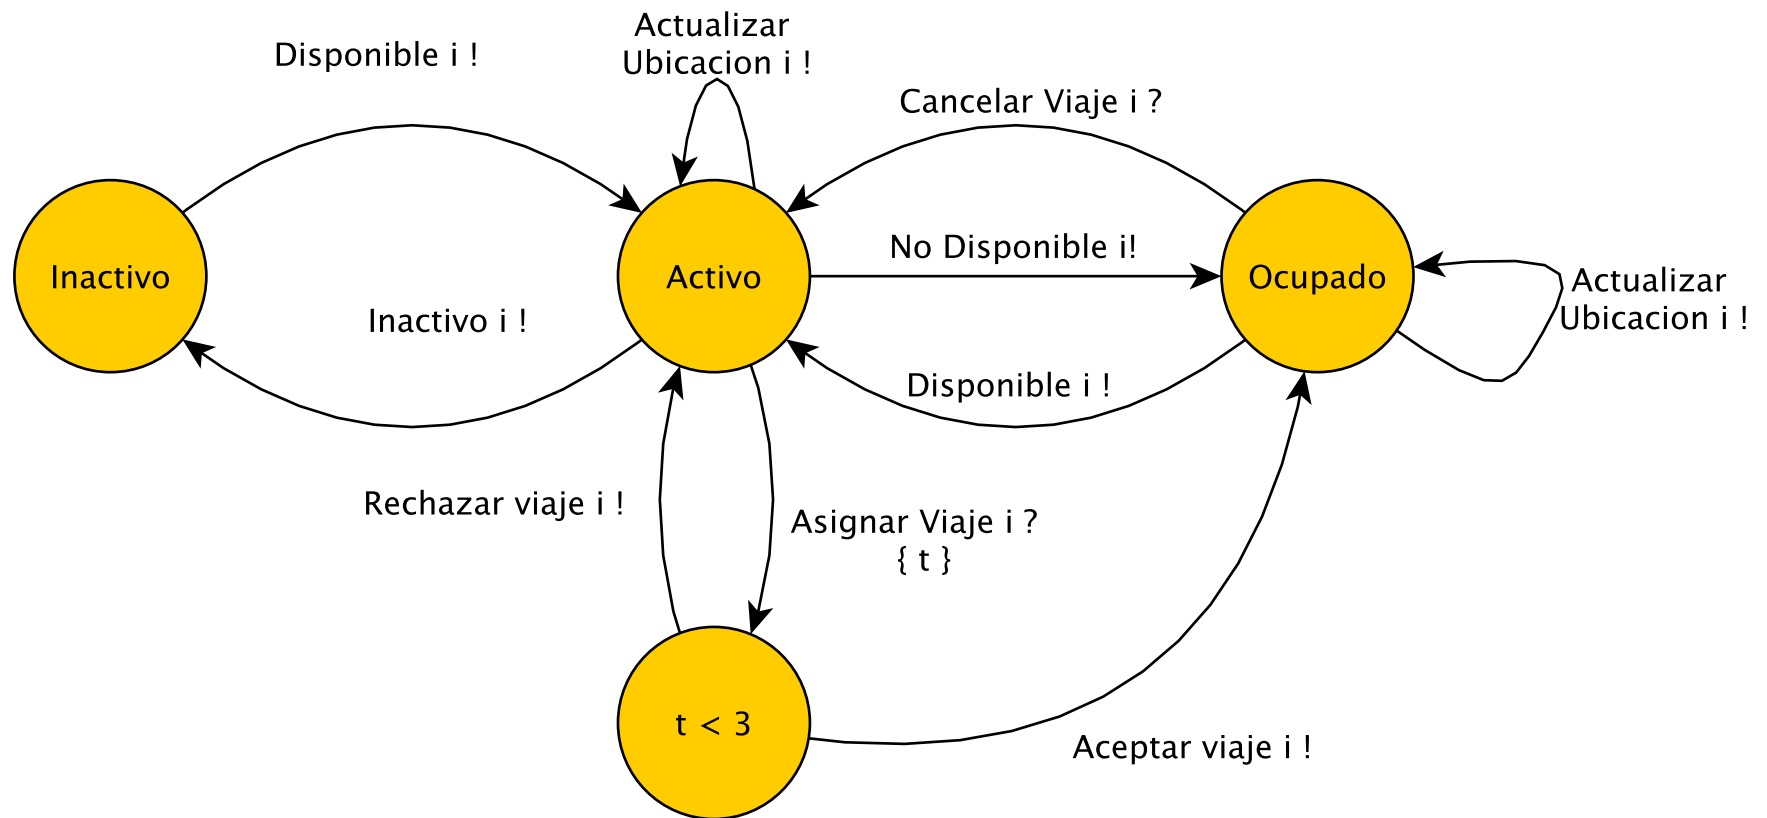 Actualizar
Ubicacion i !
Disponible i !
Cancelar Viaje i ?
No Disponible i!
Inactivo
Activo
Ocupado
Actualizar
Ubicacion i !
Inactivo i !
Disponible i !
Rechazar viaje i !
Asignar Viaje i ?
{ t }
t < 3
Aceptar viaje i !